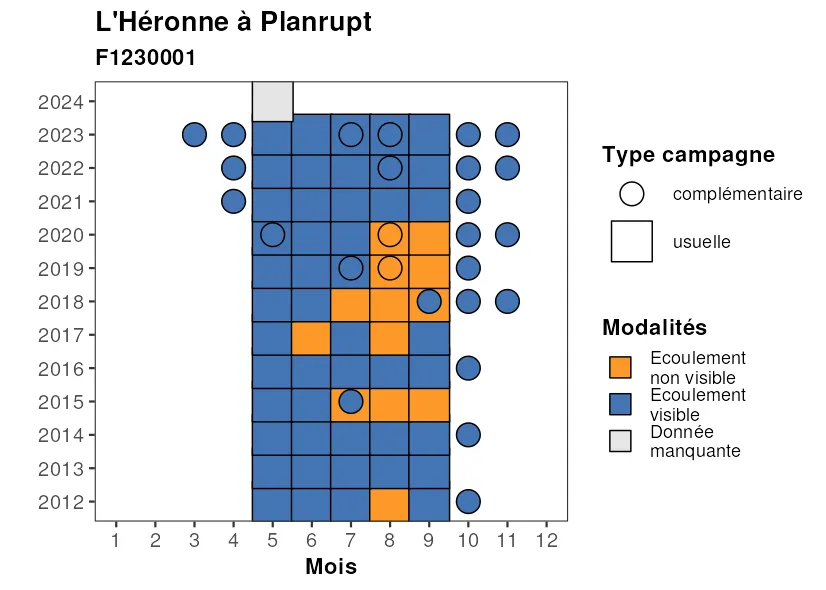 L'Héronne à Planrupt
F1230001
2024
2023
2022
2021
2020
2019
2018
2017
2016
2015
2014
2013
2012
1 2 3 4 5 6 7 8 9 10 11 12
Mois
Type campagne
complémentaire
usuelle
Modalités
Ecoulement
non visible
Ecoulement
visible
Donnée
manquante